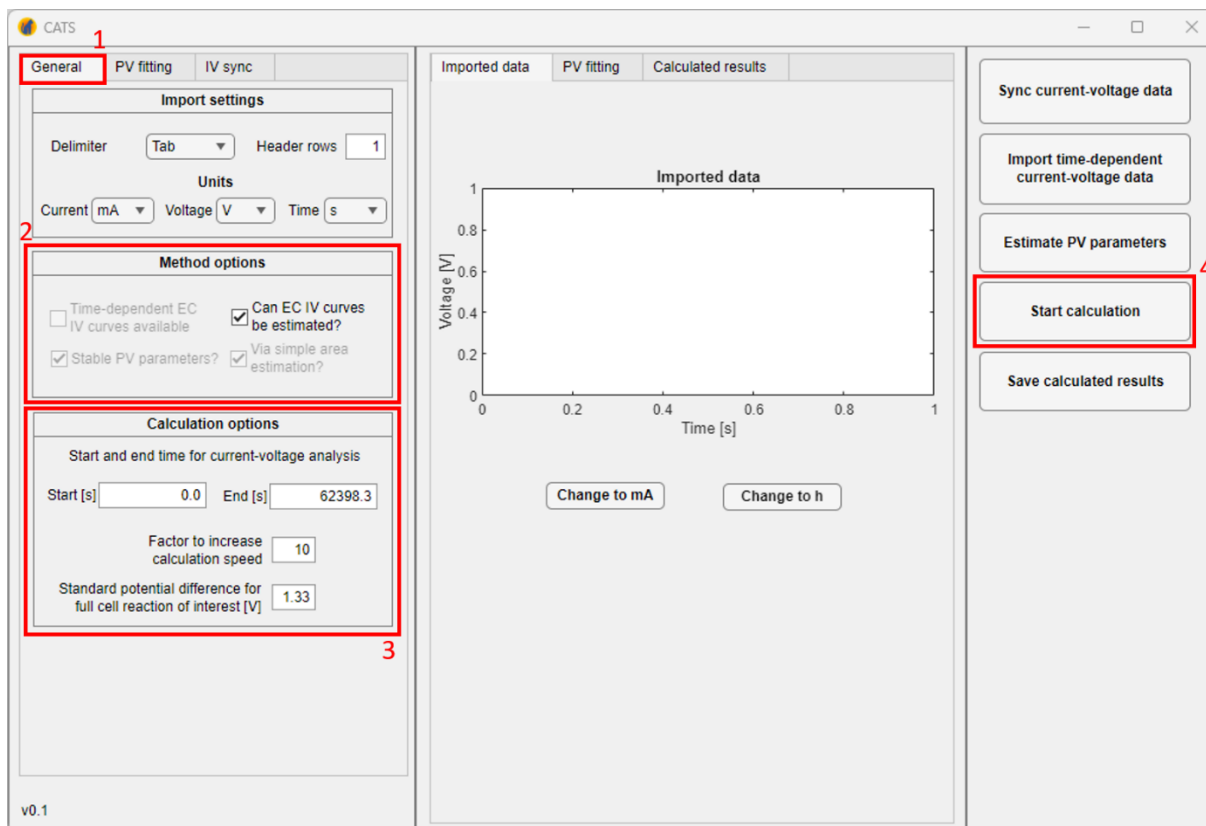 CATS
1
General PV fitting IV sync
Import settings
Delimiter Tab Header rows 1
Units
Current mA Voltage V Time s
2
Method options
Time-dependent EC
IV curves available
Can EC IV curves
be estimated?
Stable PV parameters?
Via simple area
estimation?
Calculation options
Start and end time for current-voltage analysis
Start [s] 0.0 End [s] 62398.3
Factor to increase
calculation speed
10
Standard potential difference for
full cell reaction of interest [V]
1.33
3
v0.1
Imported data PV fitting Calculated results
Imported data
Voltage [V]
1
0.8
0.6
0.4
0.2
0
0 0.2 0.4 0.6 0.8 1
Time [s]
Change to mA Change to h
Sync current-voltage data
Import time-dependent
current-voltage data
Estimate PV parameters
4
Start calculation
Save calculated results